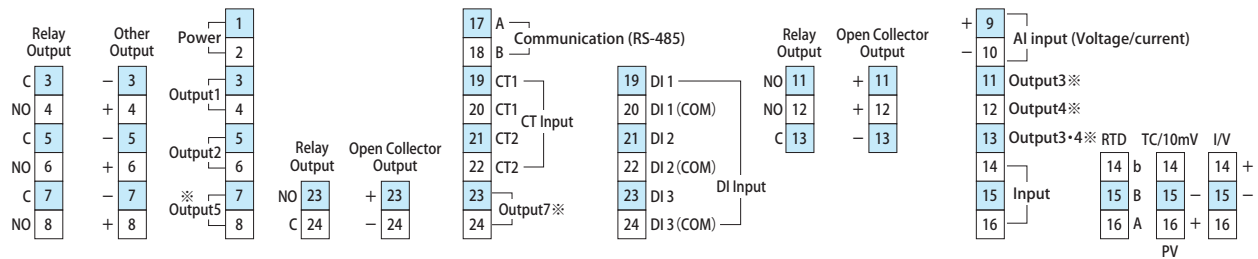 Relay Output
Other Output
C 3 − 3
NO 4 + 4
C 5 − 5
NO 6 + 6
C 7 − 7
NO 8 + 8
Power
1
2
Output1
3
4
Output2
5
6
※ Output5
7
8
Relay Output
Open Collector Output
NO 23 + 23
C 24 − 24
17 A
18 B
Communication (RS-485)
19 CT1
20 CT1
21 CT2
22 CT2
CT Input
23
24
Output7※
19 DI 1
20 DI 1(COM)
21 DI 2
22 DI 2(COM)
23 DI 3
24 DI 3(COM)
DI Input
Relay Output
Open Collector Output
NO 11 + 11
NO 12 + 12
C 13 − 13
+ 9
− 10
AI input (Voltage/current)
11 Output3※
12 Output4※
13 Output3・4※
14
15
16
Input
RTD TC/10mV I/V
14 b 14 14 +
15 B 15 − 15 −
16 A 16 + 16
PV